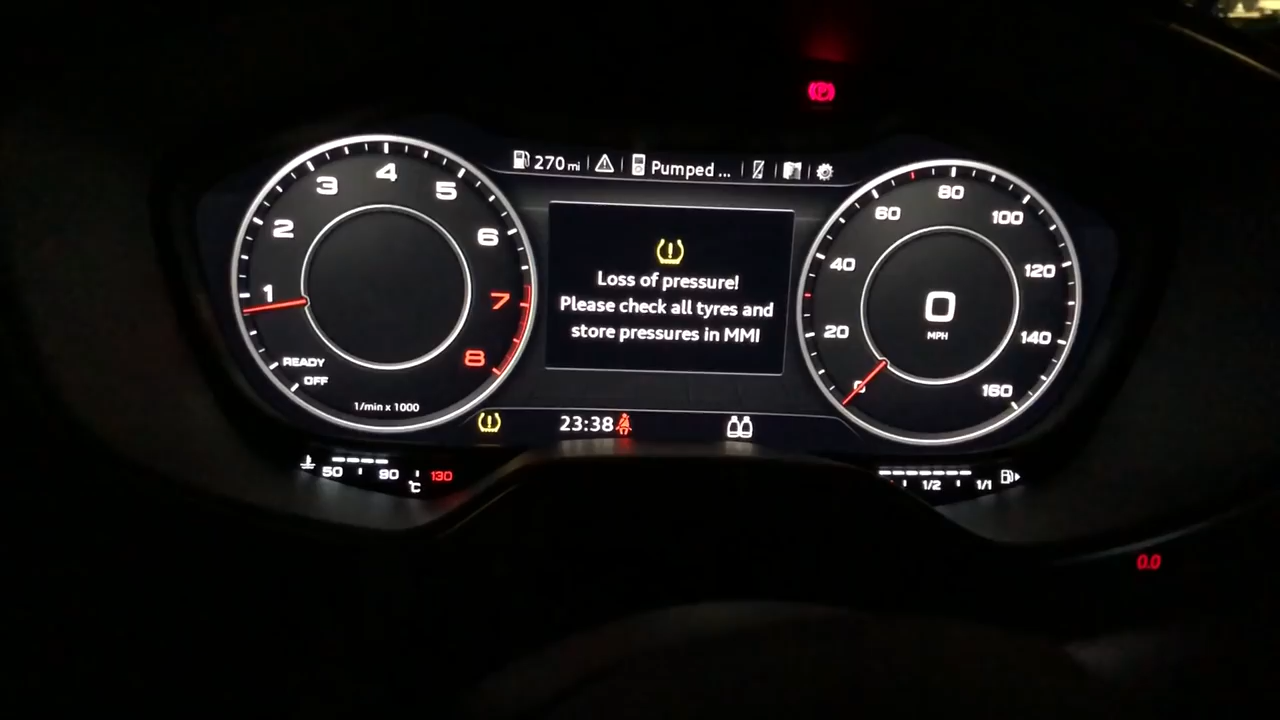 270 mi
Pumped ...
1
2
3
4
5
6
7
8
READY
OFF
1/min x 1000
Loss of pressure!
Please check all tyres and
store pressures in MMI
0
20
40
60
80
100
120
140
160
0
MPH
23:38
50
90
130
°C
1/2
1/1
0.0